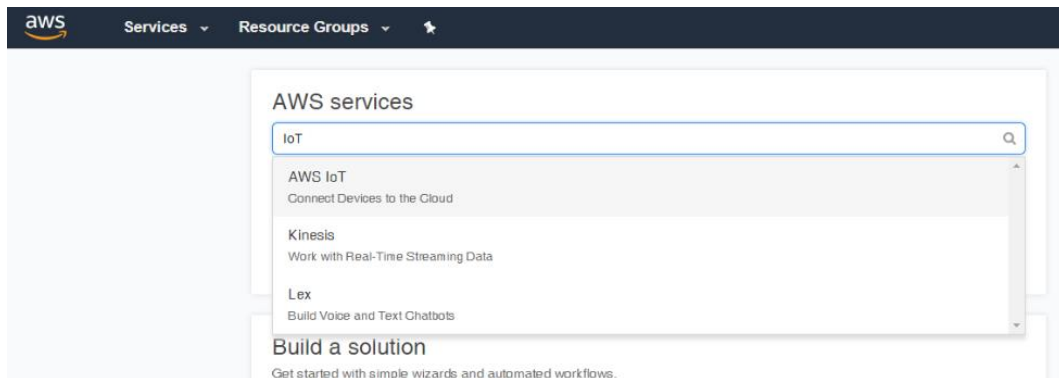 aws
Services Resource Groups
AWS services
IoT
AWS IoT
Connect Devices to the Cloud
Kinesis
Work with Real-Time Streaming Data
Lex
Build Voice and Text Chatbots
Build a solution
Get started with simple wizards and automated workflows.